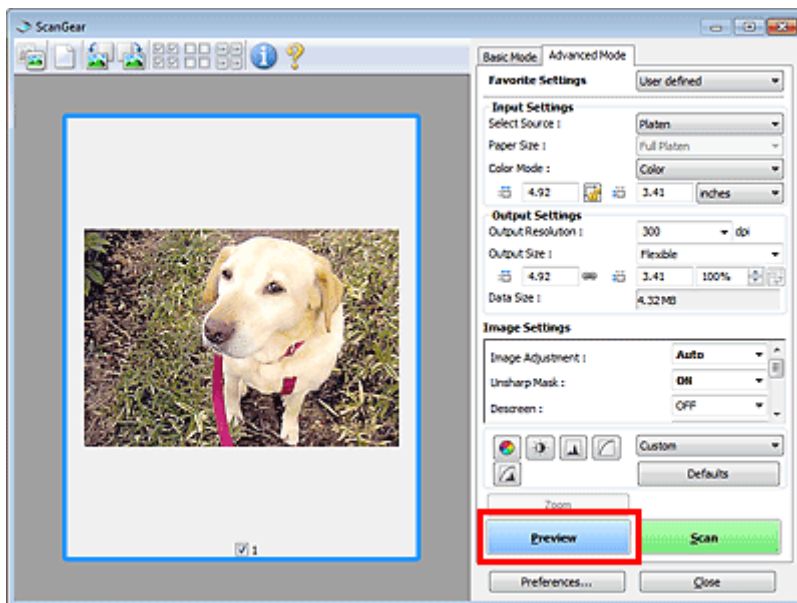 ScanGear
Basic Mode Advanced Mode
Favorite Settings User defined
Input Settings
Select Source : Platen
Paper Size : Full Platen
Color Mode : Color
4.92 3.41 inches
Output Settings
Output Resolution : 300 dpi
Output Size : Flexible
4.92 3.41 100%
Data Size : 4.32 MB
Image Settings
Image Adjustment : Auto
Unsharp Mask : ON
Descreen : OFF
Custom
Defaults
Zoom
Preview Scan
1
Preferences... Close